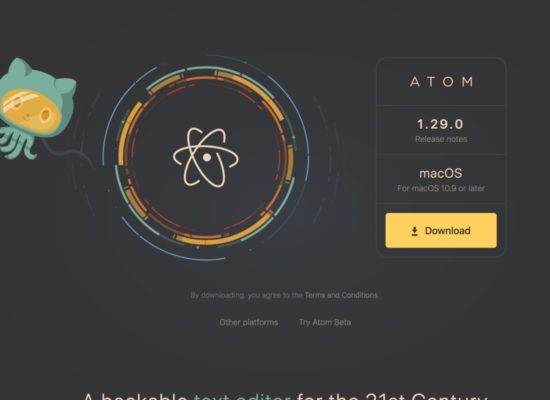 ATOM
1.29.0
Release notes
macOS
For macOS 10.9 or later
Download
By downloading, you agree to the Terms and Conditions.
Other platforms Try Atom Beta
A hackable text editor for the 21st Century